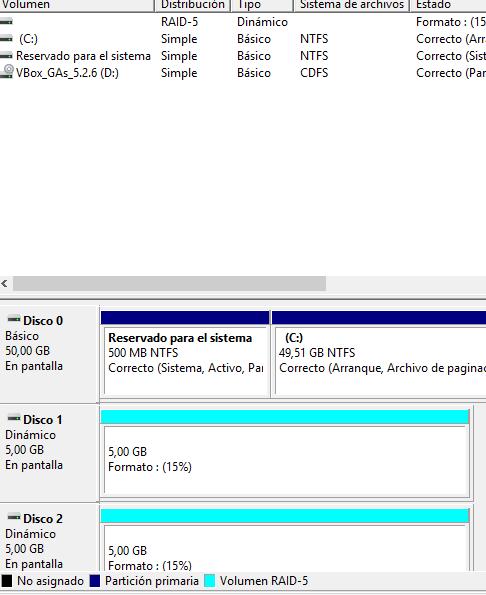 Volumen Distribución Tipo Sistema de archivos Estado
RAID-5 Dinámico Formato : (15
(C:) Simple Básico NTFS Correcto (Arr
Reservado para el sistema Simple Básico NTFS Correcto (Sist
VBox_GAs_5.2.6 (D:) Simple Básico CDFS Correcto (Par
Disco 0
Básico
50,00 GB
En pantalla
Reservado para el sistema
500 MB NTFS
Correcto (Sistema, Activo, Par
(C:)
49,51 GB NTFS
Correcto (Arranque, Archivo de paginac
Disco 1
Dinámico
5,00 GB
En pantalla
5,00 GB
Formato : (15%)
Disco 2
Dinámico
5,00 GB
En pantalla
5,00 GB
Formato : (15%)
No asignado Partición primaria Volumen RAID-5